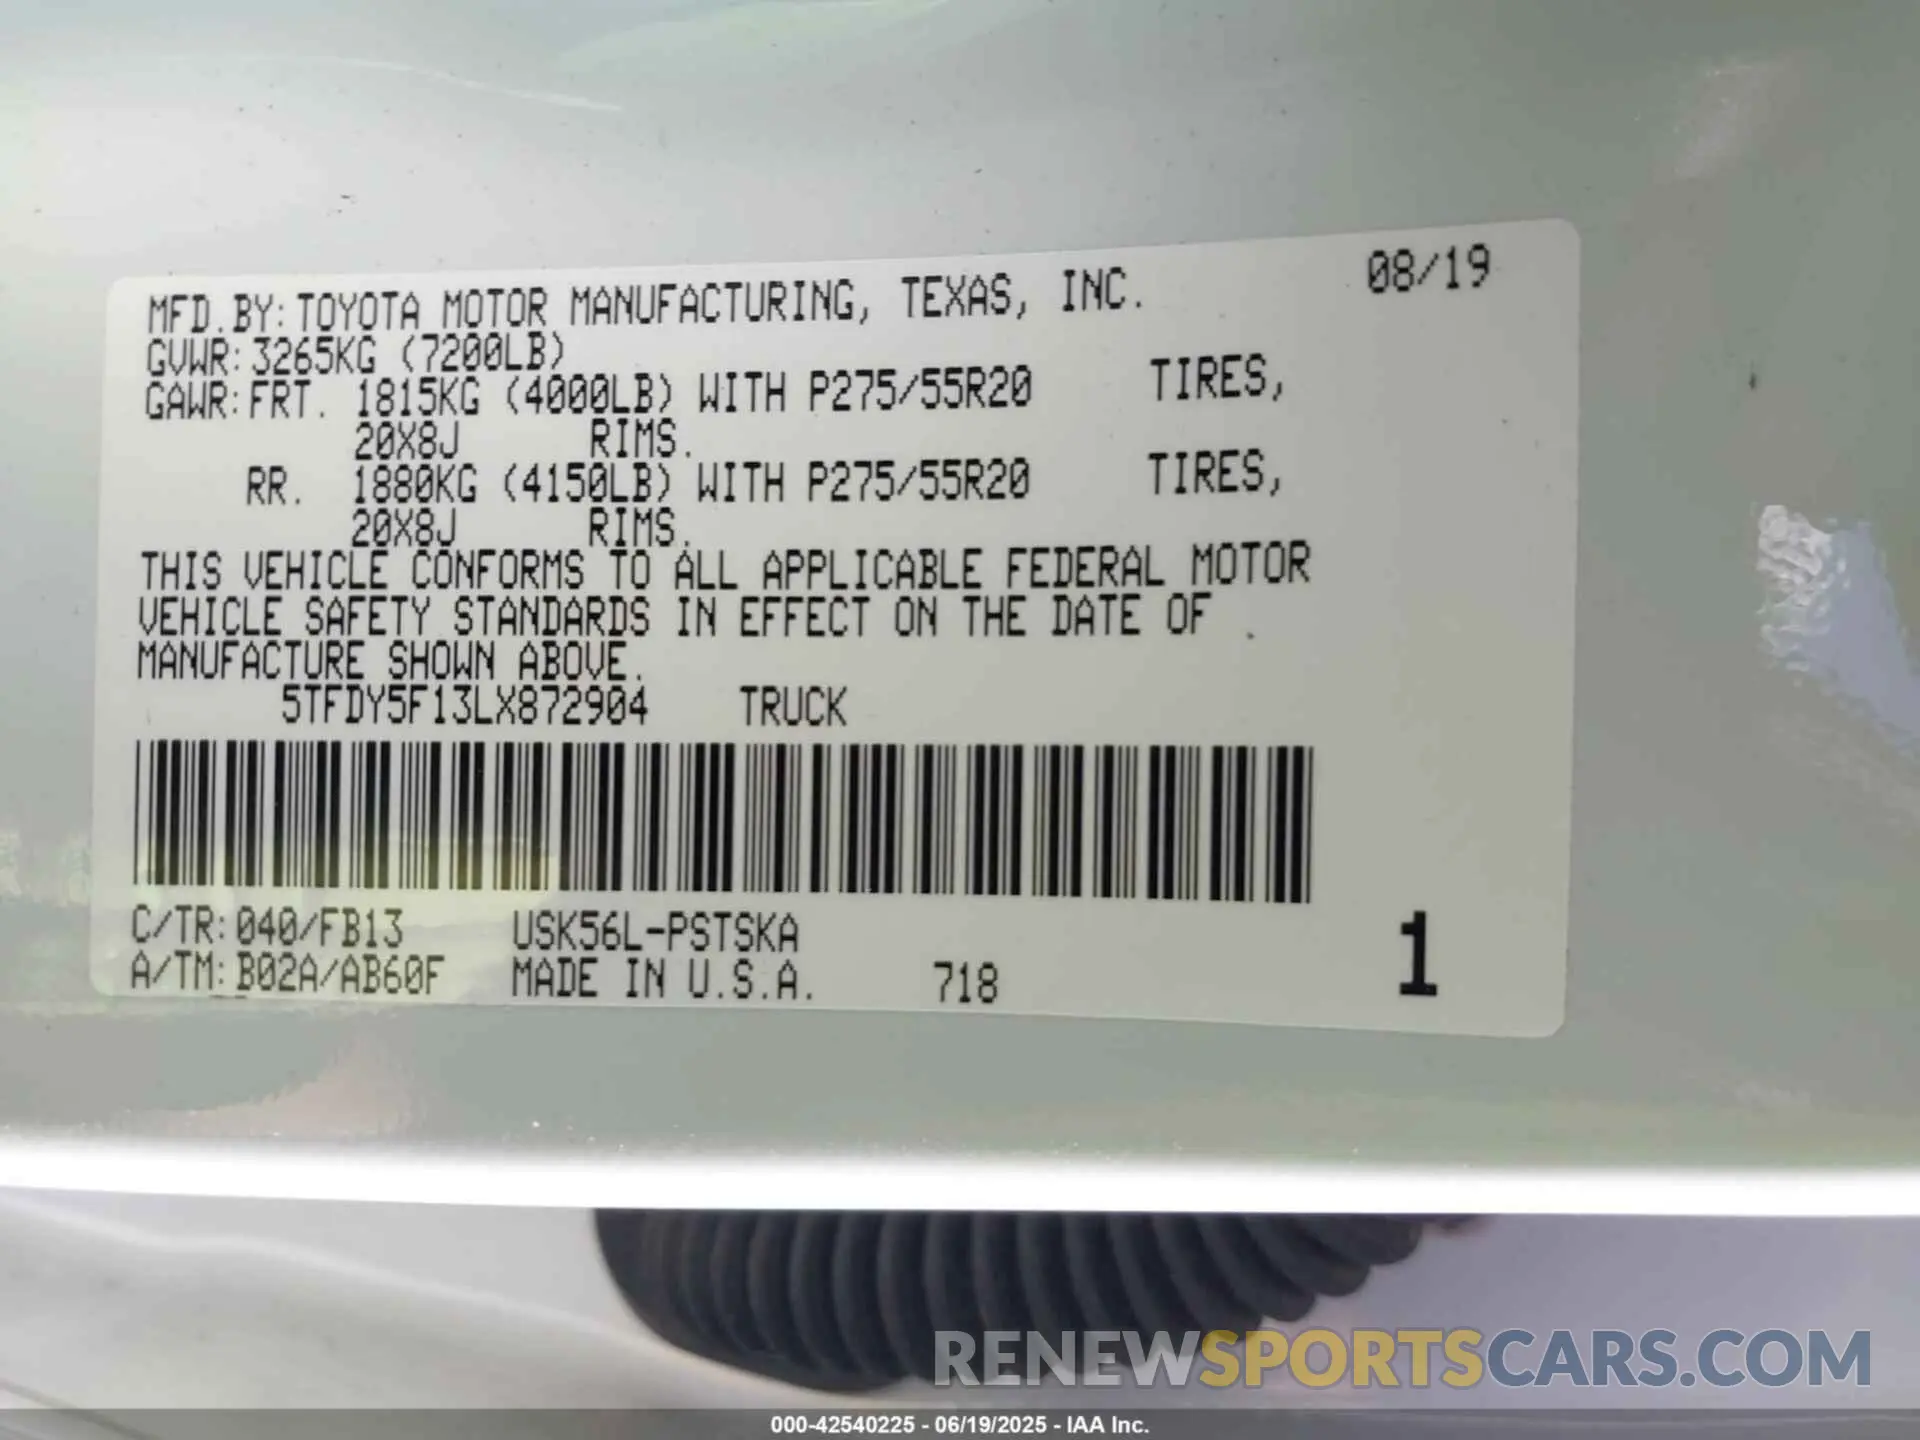 MFD.BY:TOYOTA MOTOR MANUFACTURING, TEXAS, INC. 08/19
GVWR:3265KG (7200LB)
GAWR:FRT. 1815KG (4000LB) WITH P275/55R20 TIRES,
20X8J RIMS.
RR. 1880KG (4150LB) WITH P275/55R20 TIRES,
20X8J RIMS.
THIS VEHICLE CONFORMS TO ALL APPLICABLE FEDERAL MOTOR
VEHICLE SAFETY STANDARDS IN EFFECT ON THE DATE OF
MANUFACTURE SHOWN ABOVE.
5TFDY5F13LX872904 TRUCK
C/TR:040/FB13 USK56L-PSTSKA
A/TM:B02A/AB60F MADE IN U.S.A. 718 1
RENEWSPORTSCARS.COM
000-42540225 - 06/19/2025 - IAA Inc.